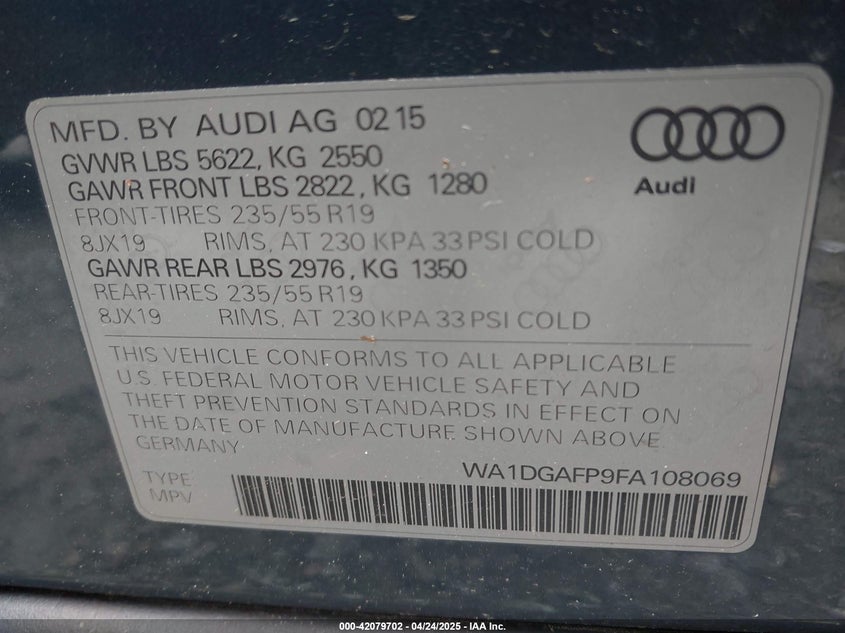 MFD. BY AUDI AG 02 15
GVWR LBS 5622, KG 2550
GAWR FRONT LBS 2822, KG 1280
FRONT-TIRES 235/55 R19
8JX19 RIMS, AT 230 KPA 33 PSI COLD
GAWR REAR LBS 2976, KG 1350
REAR-TIRES 235/55 R19
8JX19 RIMS, AT 230 KPA 33 PSI COLD
Audi
THIS VEHICLE CONFORMS TO ALL APPLICABLE
U.S. FEDERAL MOTOR VEHICLE SAFETY AND
THEFT PREVENTION STANDARDS IN EFFECT ON
THE DATE OF MANUFACTURE SHOWN ABOVE
GERMANY
WA1DGAFP9FA108069
TYPE
MPV
000-42079702 - 04/24/2025 - IAA Inc.